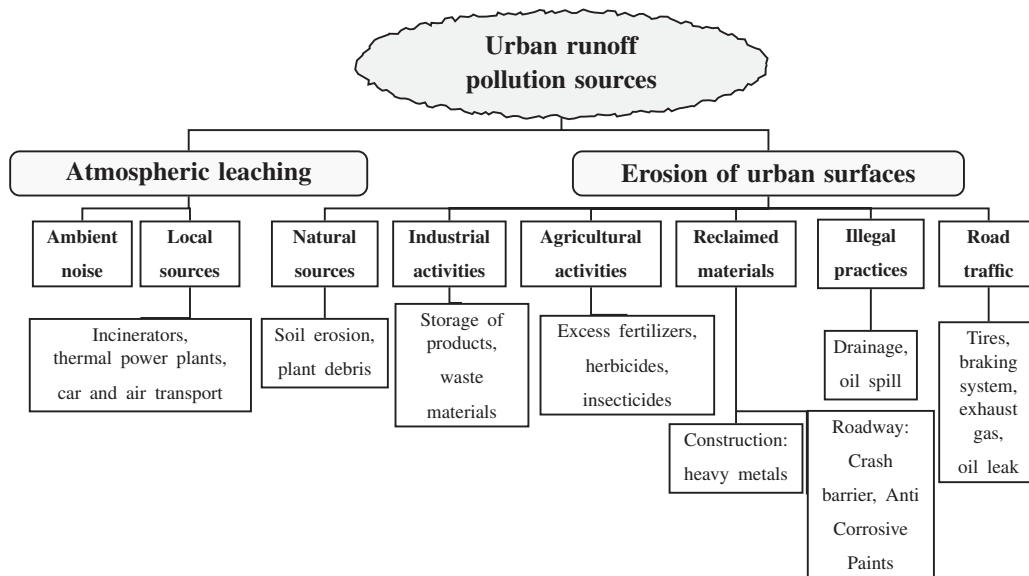 Urban runoff
pollution sources
Atmospheric leaching
Erosion of urban surfaces
Ambient
noise
Local
sources
Natural
sources
Industrial
activities
Agricultural
activities
Reclaimed
materials
Illegal
practices
Road
traffic
Incinerators,
thermal power plants,
car and air transport
Soil erosion,
plant debris
Storage of
products,
waste
materials
Excess fertilizers,
herbicides,
insecticides
Construction:
heavy metals
Roadway:
Crash
barrier, Anti
Corrosive
Paints
Drainage,
oil spill
Tires,
braking
system,
exhaust
gas,
oil leak